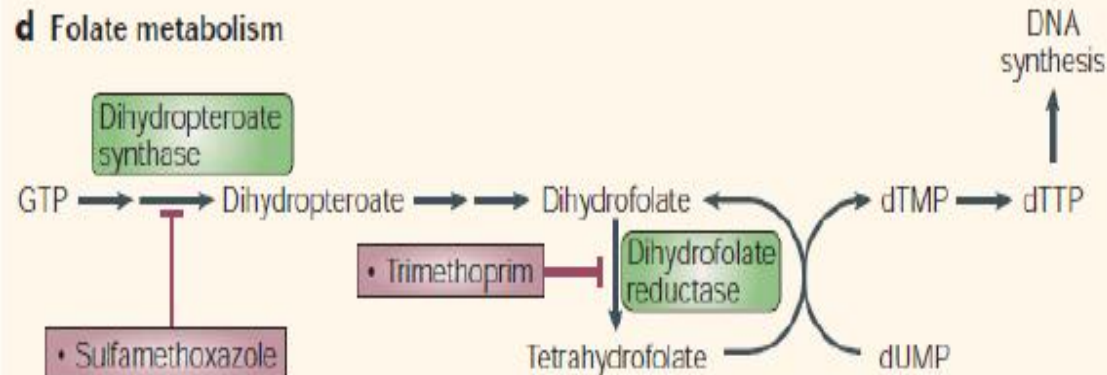 d Folate metabolism
DNA
synthesis
Dihydropteroate
synthase
GTP
Dihydropteroate
Dihydrofolate
dTMP
dTTP
• Trimethoprim
Dihydrofolate
reductase
• Sulfamethoxazole
Tetrahydrofolate
dUMP